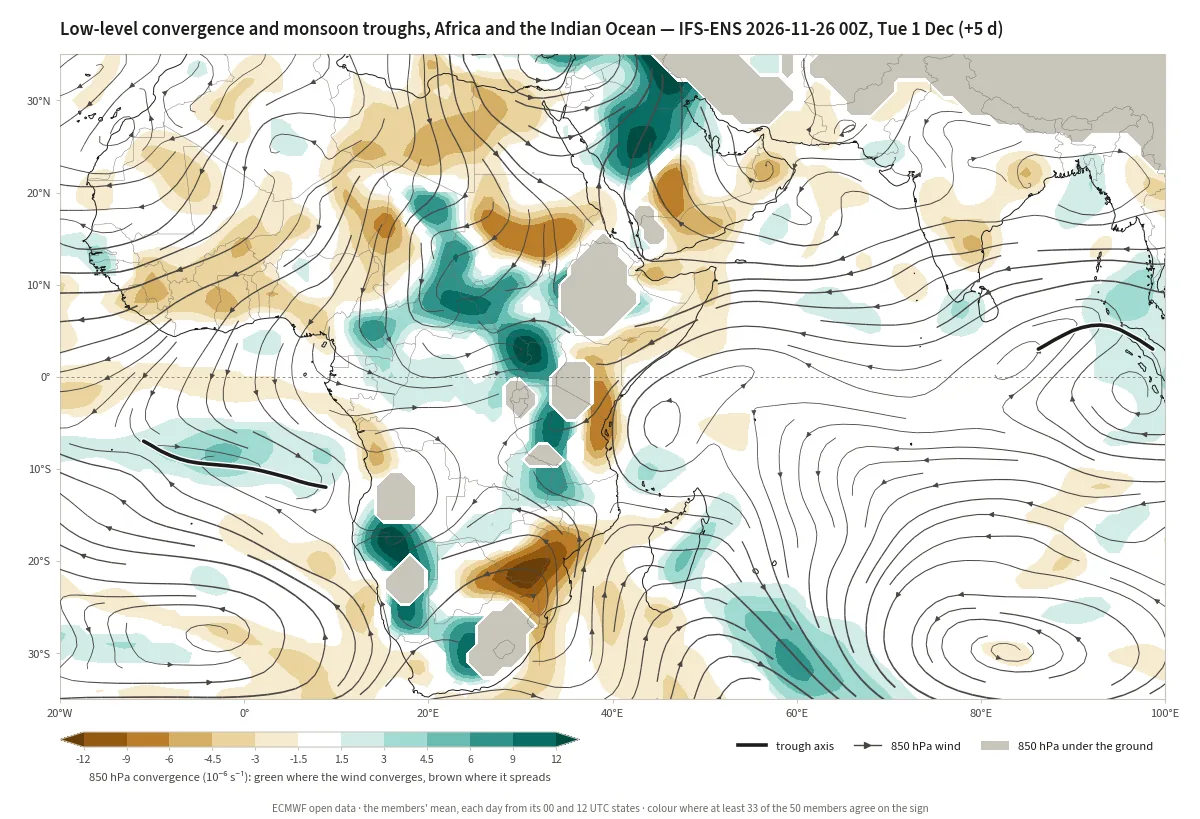 Low-level convergence and monsoon troughs, Africa and the Indian Ocean — IFS-ENS 2026-11-26 00Z, Tue 1 Dec (+5 d)
30°N
20°N
10°N
0°
10°S
20°S
30°S
20°W 0° 20°E 40°E 60°E 80°E 100°E
-12 -9 -6 -4.5 -3 -1.5 1.5 3 4.5 6 9 12
850 hPa convergence (10⁻⁶ s⁻¹): green where the wind converges, brown where it spreads
trough axis 850 hPa wind 850 hPa under the ground
ECMWF open data · the members' mean, each day from its 00 and 12 UTC states · colour where at least 33 of the 50 members agree on the sign